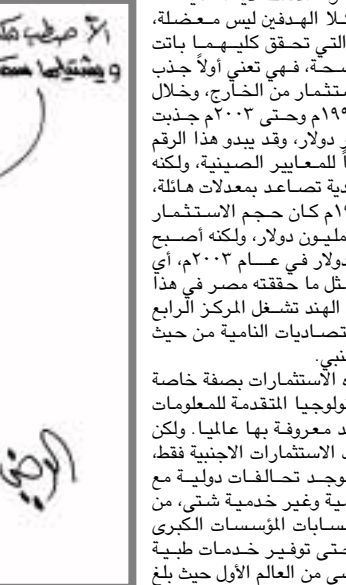 ـلا الهدفين ليس معضلة،
التي تحقق كليهما باتت
سحة، فهي تعني أولاً جذب
ستثمار من الخارج، وخلال
١٩٩م وحتى ٢٠٠٣م جذبت
ر دولار، وقد يبدو هذا الرقم
اً للمعايير الصينية، ولكنه
دية تصاعد بمعدلات هائلة،
١٩م كان حجم الاستثمار
مليون دولار، ولكنه أصبح
دولار في عام ٢٠٠٣م، أي
مثل ما حققته مصر في هذا
الهند تشغل المركز الرابع
تصاديات النامية من حيث
نبي.
ه الاستثمارات بصفة خاصة
ولوجيا المتقدمة للمعلومات
د معروفة بها عالميا. ولكن
د الاستثمارات الاجنبية فقط،
وجد تحالفات دولية مع
مية وغير خدمية شتى، من
سابات المؤسسات الكبرى
متى توفير خدمات طبية
سى من العالم الأول حيث بلغ